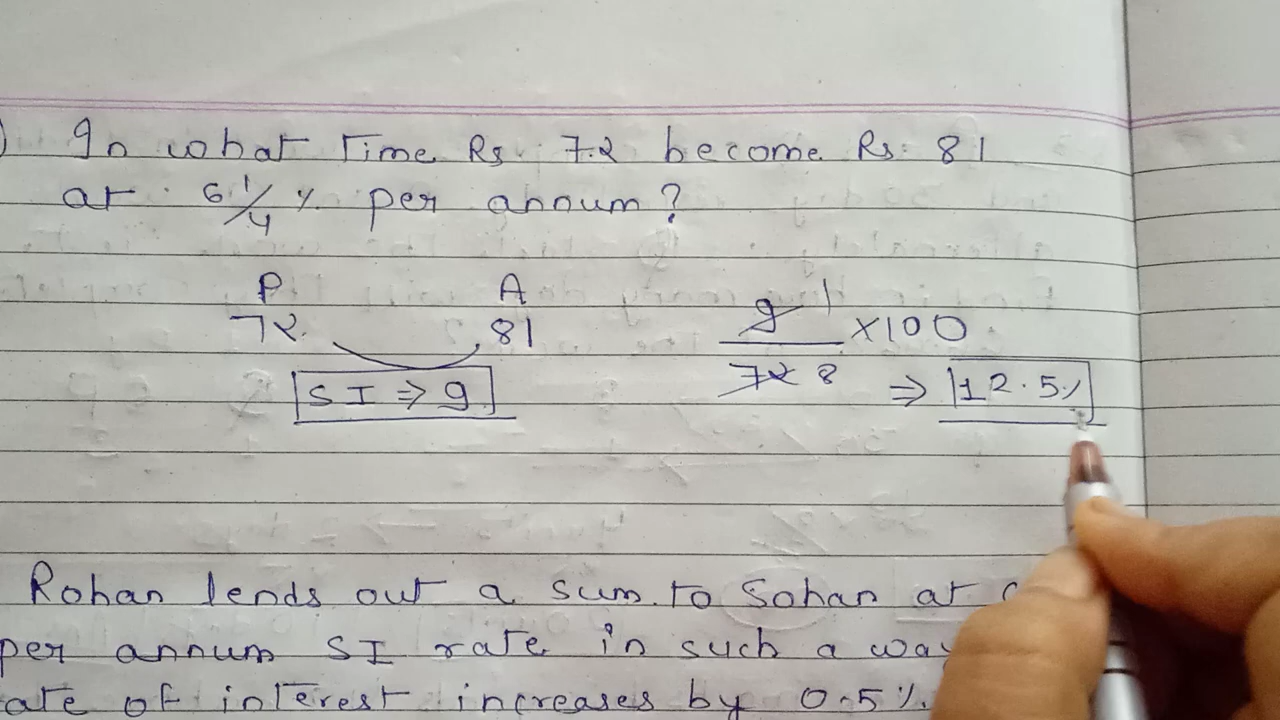 ) In what Time Rs. 72 become Rs. 81
at 6 1/4 % per annum?
P A
72 81
SI ⇒ 9
9 1
72 8 ×100
⇒ 12.5%
Rohan lends out a sum to Sohan at
per annum SI rate in such a way
ate of interest increases by 0.5%